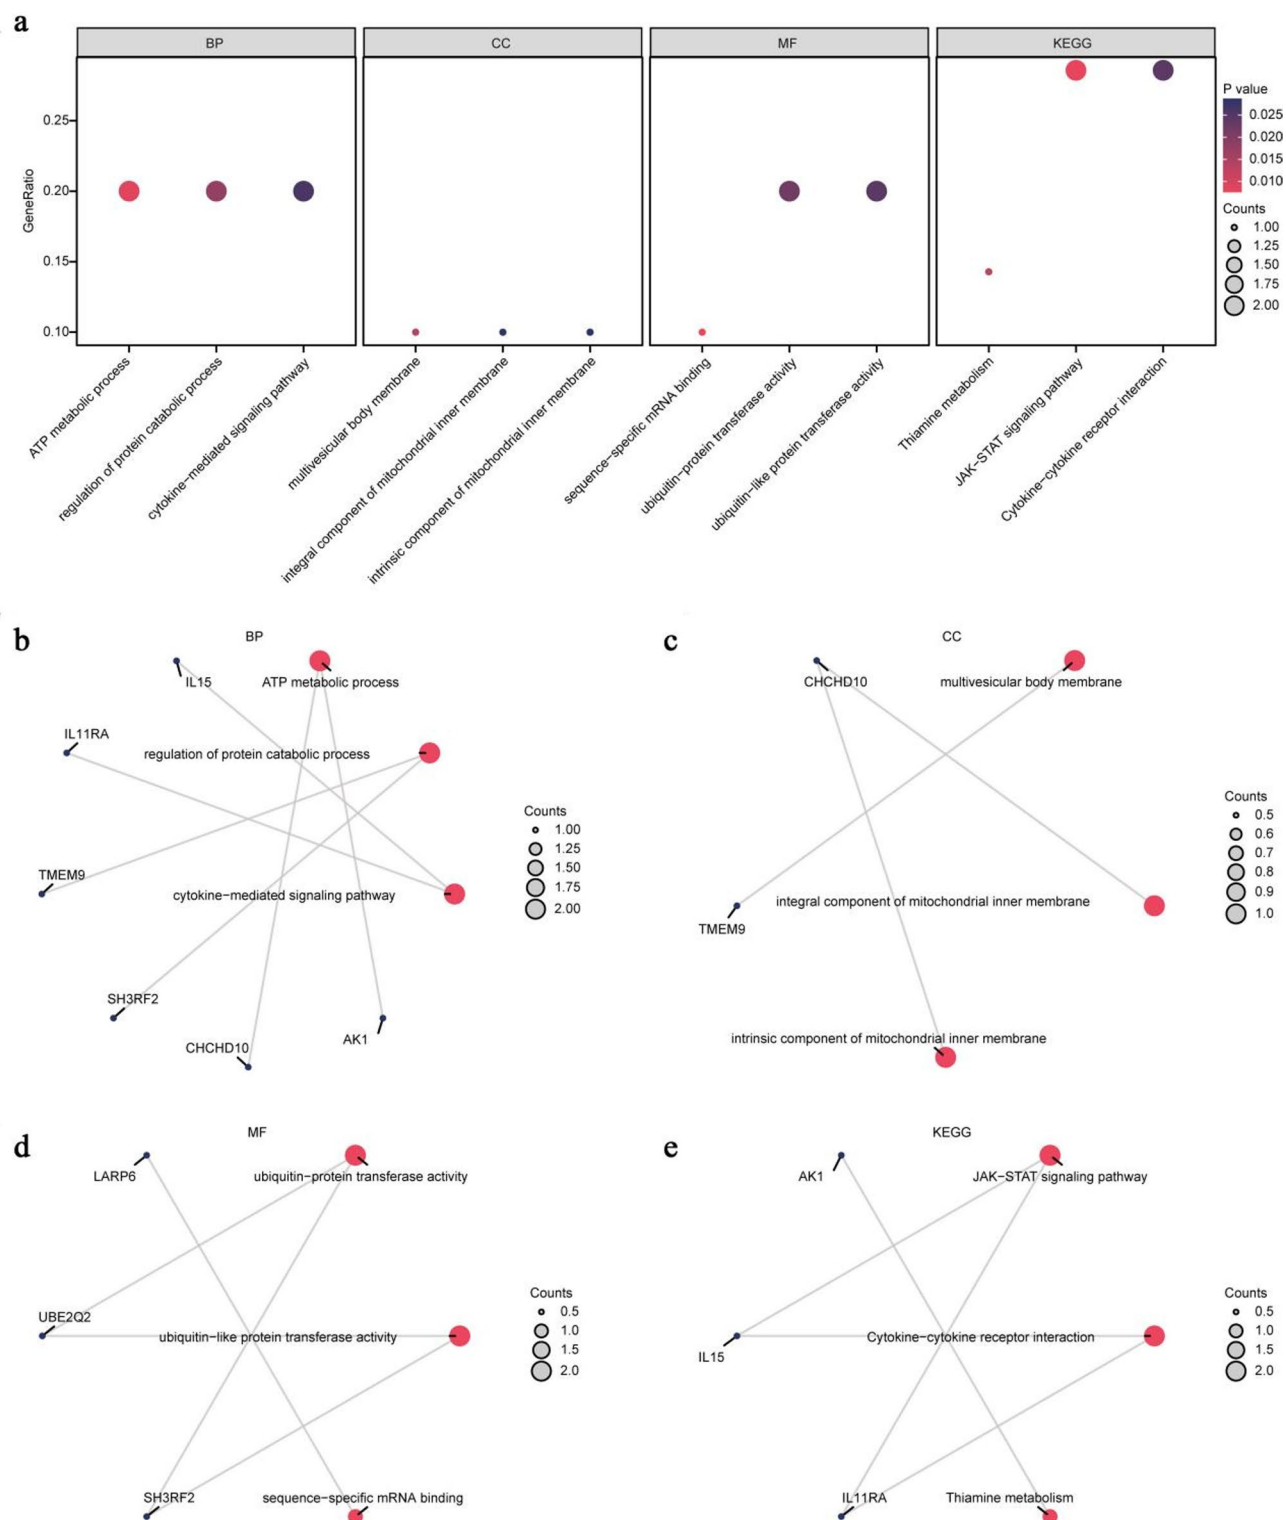 a
BP
CC
MF
KEGG
GeneRatio
0.25
0.20
0.15
0.10
ATP metabolic process
regulation of protein catabolic process
cytokine−mediated signaling pathway
multivesicular body membrane
integral component of mitochondrial inner membrane
intrinsic component of mitochondrial inner membrane
sequence−specific mRNA binding
ubiquitin−protein transferase activity
ubiquitin−like protein transferase activity
Thiamine metabolism
JAK−STAT signaling pathway
Cytokine−cytokine receptor interaction
P value
0.025
0.020
0.015
0.010
Counts
1.00
1.25
1.50
1.75
2.00
b
BP
IL15
ATP metabolic process
IL11RA
regulation of protein catabolic process
TMEM9
cytokine−mediated signaling pathway
SH3RF2
CHCHD10
AK1
Counts
1.00
1.25
1.50
1.75
2.00
c
CC
CHCHD10
multivesicular body membrane
integral component of mitochondrial inner membrane
TMEM9
intrinsic component of mitochondrial inner membrane
Counts
0.5
0.6
0.7
0.8
0.9
1.0
d
MF
LARP6
ubiquitin−protein transferase activity
UBE2Q2
ubiquitin−like protein transferase activity
SH3RF2
sequence−specific mRNA binding
Counts
0.5
1.0
1.5
2.0
e
KEGG
AK1
JAK−STAT signaling pathway
Cytokine−cytokine receptor interaction
IL15
IL11RA
Thiamine metabolism
Counts
0.5
1.0
1.5
2.0